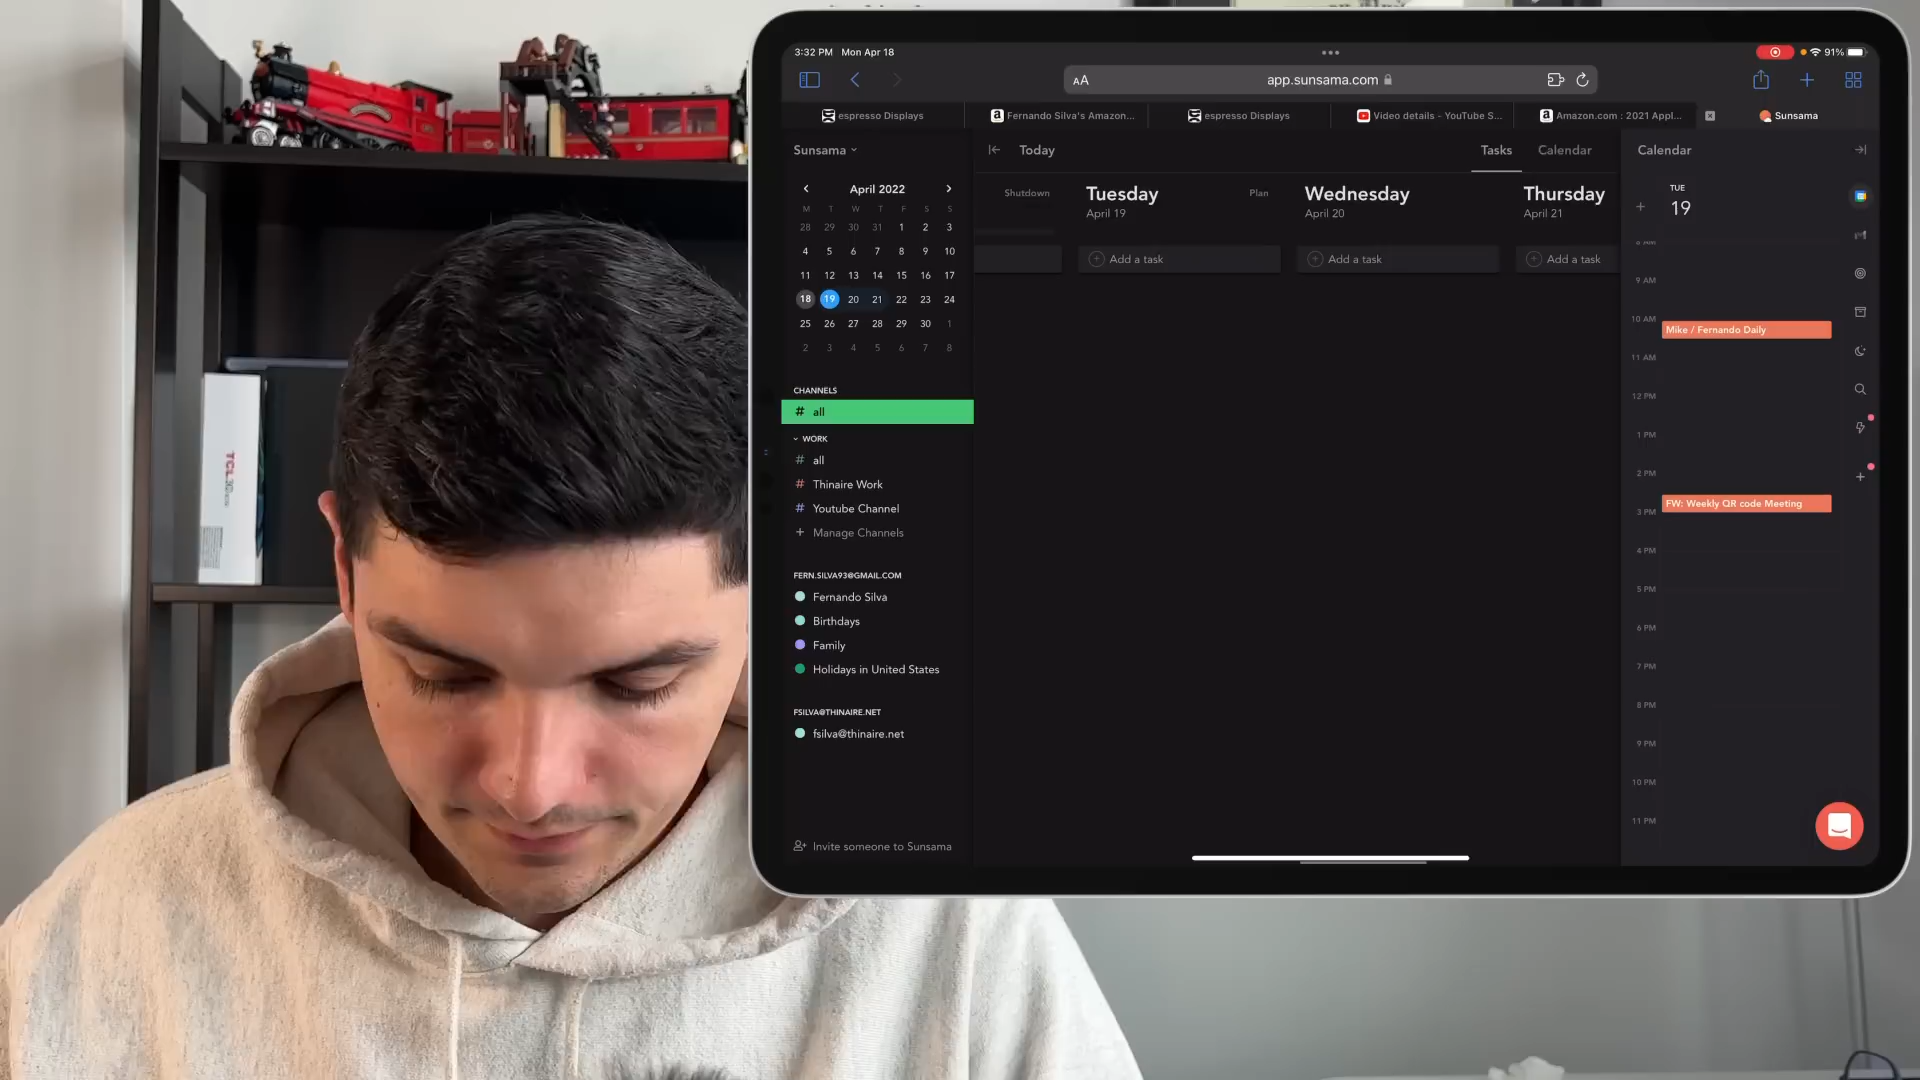 3:32 PM Mon Apr 18
91%
AA
app.sunsama.com
espresso Displays
Fernando Silva's Amazon...
espresso Displays
Video details - YouTube S...
Amazon.com : 2021 Appl...
Sunsama
Sunsama
April 2022
M T W T F S S
28 29 30 31 1 2 3
4 5 6 7 8 9 10
11 12 13 14 15 16 17
18 19 20 21 22 23 24
25 26 27 28 29 30 1
2 3 4 5 6 7 8
CHANNELS
# all
WORK
# all
# Thinaire Work
# Youtube Channel
+ Manage Channels
FERN.SILVA93@GMAIL.COM
Fernando Silva
Birthdays
Family
Holidays in United States
FSILVA@THINAIRE.NET
fsilva@thinaire.net
Invite someone to Sunsama
Today
Tasks
Calendar
Shutdown
Tuesday
Plan
April 19
Add a task
Wednesday
April 20
Add a task
Thursday
April 21
Add a task
Calendar
TUE
19
9 AM
10 AM
Mike / Fernando Daily
11 AM
12 PM
1 PM
2 PM
FW: Weekly QR code Meeting
3 PM
4 PM
5 PM
6 PM
7 PM
8 PM
9 PM
10 PM
11 PM
TCL